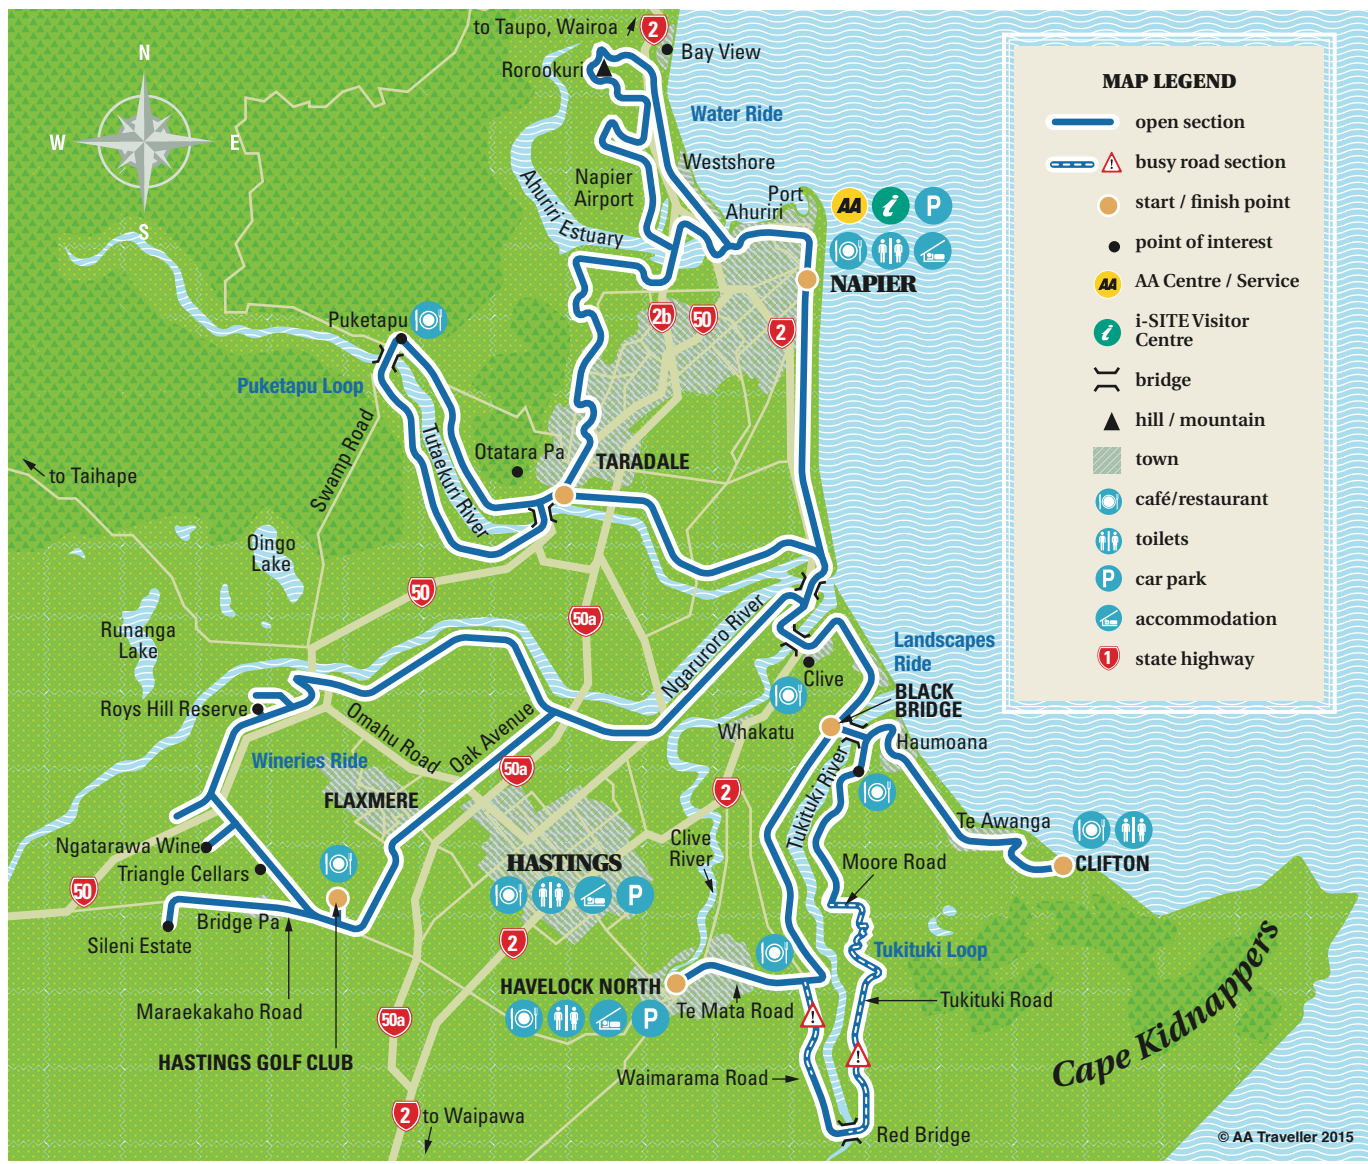 to Taupo, Wairoa
2
Bay View
Rorookuri
N
W
E
S
Water Ride
Westshore
Napier
Airport
Port
Ahuriri
Ahuriri Estuary
AA
i
P
NAPIER
2b
50
2
Puketapu
Puketapu Loop
Swamp Road
Tutaekuri River
Otatara Pa
TARADALE
to Taihape
Oingo
Lake
50
50a
Runanga
Lake
Ngaruroro River
Landscapes
Ride
Clive
BLACK
BRIDGE
Roys Hill Reserve
Omahu Road
Oak Avenue
Whakatu
Haumoana
Wineries Ride
50a
FLAXMERE
2
Tukituki River
Te Awanga
Ngatarawa Wine
Triangle Cellars
Clive
River
HASTINGS
P
Moore Road
CLIFTON
50
Bridge Pa
Sileni Estate
2
Tukituki Loop
HAVELOCK NORTH
P
Te Mata Road
Tukituki Road
Maraekakaho Road
50a
!
!
Cape Kidnappers
HASTINGS GOLF CLUB
Waimarama Road
2
to Waipawa
Red Bridge
© AA Traveller 2015
MAP LEGEND
open section
! busy road section
start / finish point
point of interest
AA AA Centre / Service
i i-SITE Visitor
Centre
bridge
hill / mountain
town
café/restaurant
toilets
P car park
accommodation
1 state highway